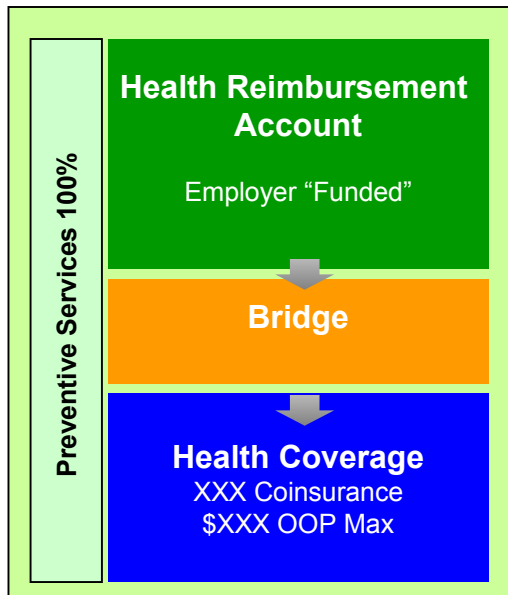 Preventive Services 100%
Health Reimbursement
Account
Employer “Funded”
Bridge
Health Coverage
XXX Coinsurance
$XXX OOP Max